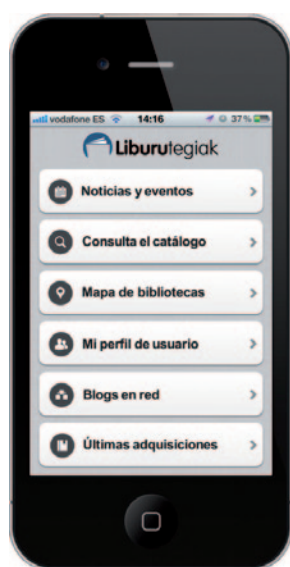 vodafone ES 14:16 37%
Liburutegiak
Noticias y eventos
Consulta el catálogo
Mapa de bibliotecas
Mi perfil de usuario
Blogs en red
Últimas adquisiciones